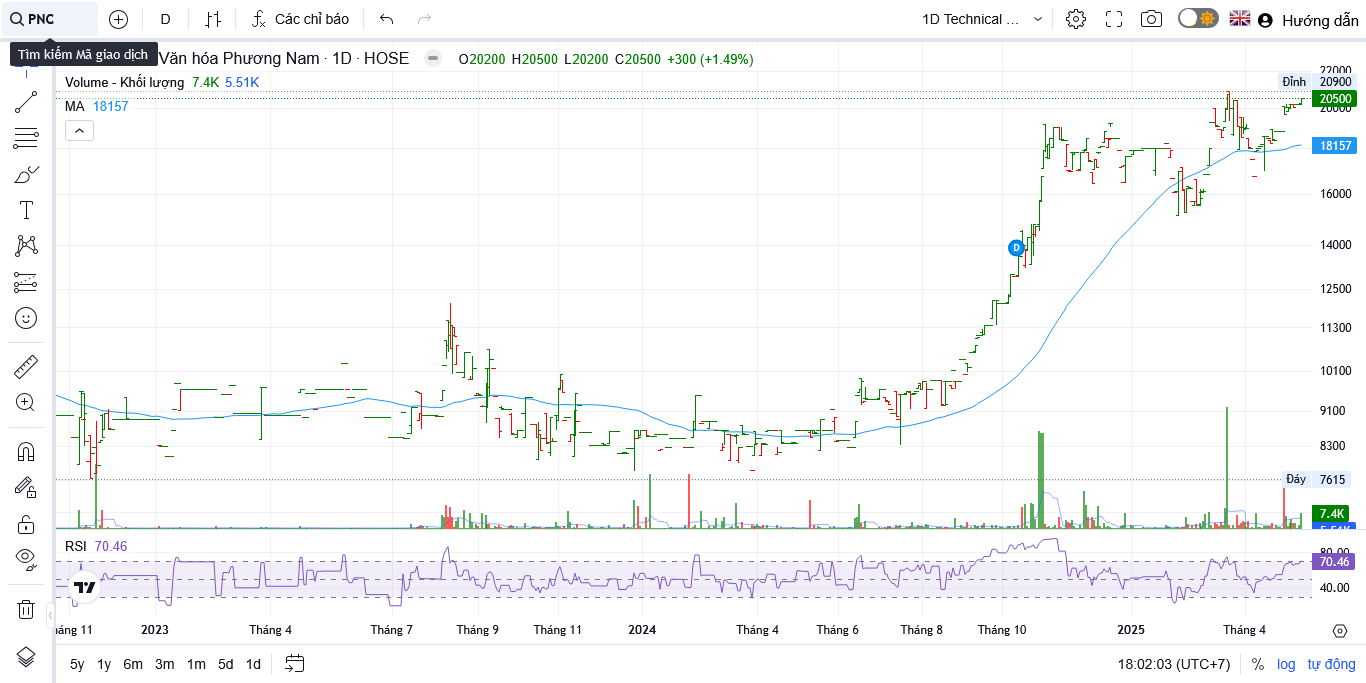 PNC
D
Các chỉ báo
1D Technical ...
Hướng dẫn
Tìm kiếm Mã giao dịch
Văn hóa Phương Nam · 1D · HOSE
O20200 H20500 L20200 C20500 +300 (+1.49%)
Volume - Khối lượng 7.4K 5.51K
MA 18157
22000
Đỉnh 20900
20500
20000
18157
16000
D
14000
12500
11300
10100
9100
8300
Đáy 7615
7.4K
5.51K
RSI 70.46
80.00
70.46
40.00
háng 11 2023 Tháng 4 Tháng 7 Tháng 9 Tháng 11 2024 Tháng 4 Tháng 6 Tháng 8 Tháng 10 2025 Tháng 4
5y 1y 6m 3m 1m 5d 1d
18:02:03 (UTC+7) % log tự động